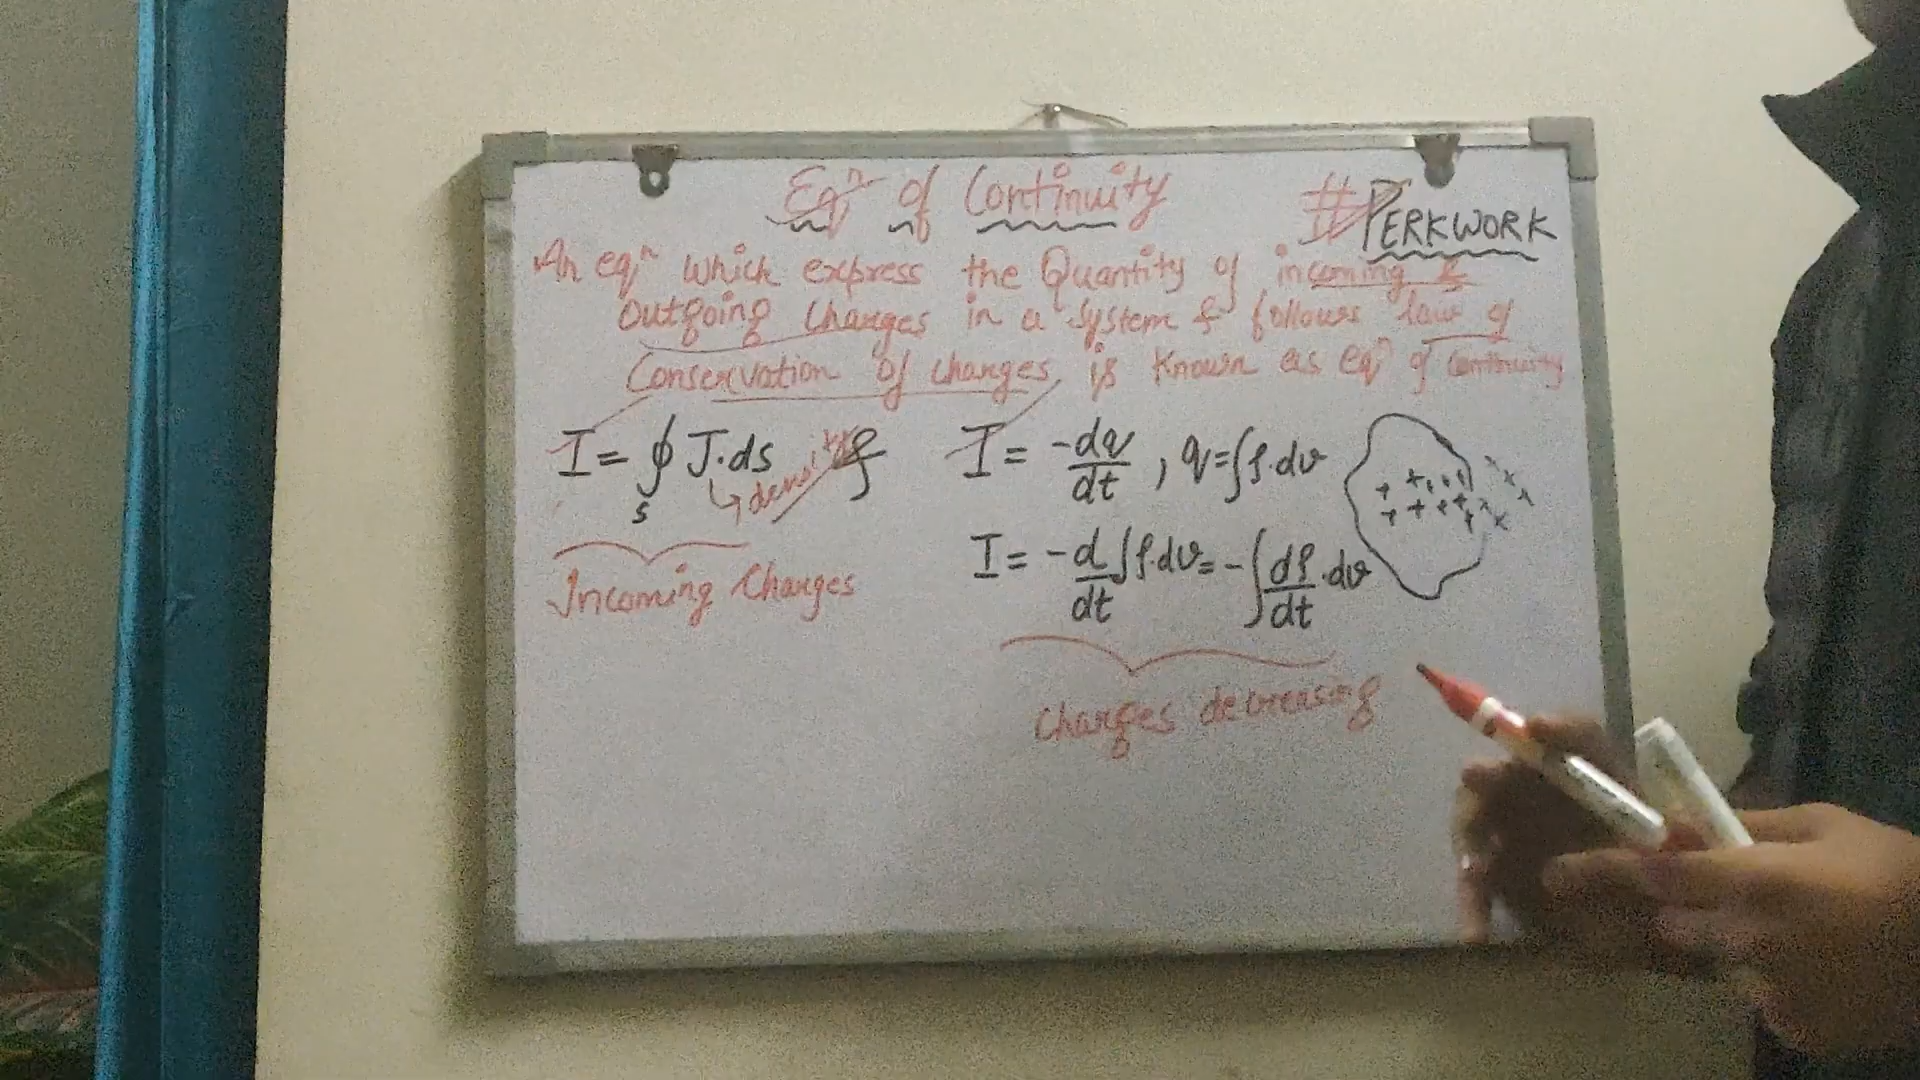 Eqⁿ of Continuity
#PERKWORK
An eqⁿ which express the Quantity of incoming &
outgoing charges in a system & follows law of
Conservation of charges is known as eqⁿ of continuity
I = ∮ J·ds
s
↳ density
ρ
Incoming Charges
I = -dq/dt , q = ∫ρ·dv
I = -d/dt ∫ρ·dv = -∫ dρ/dt ·dv
charges decreasing